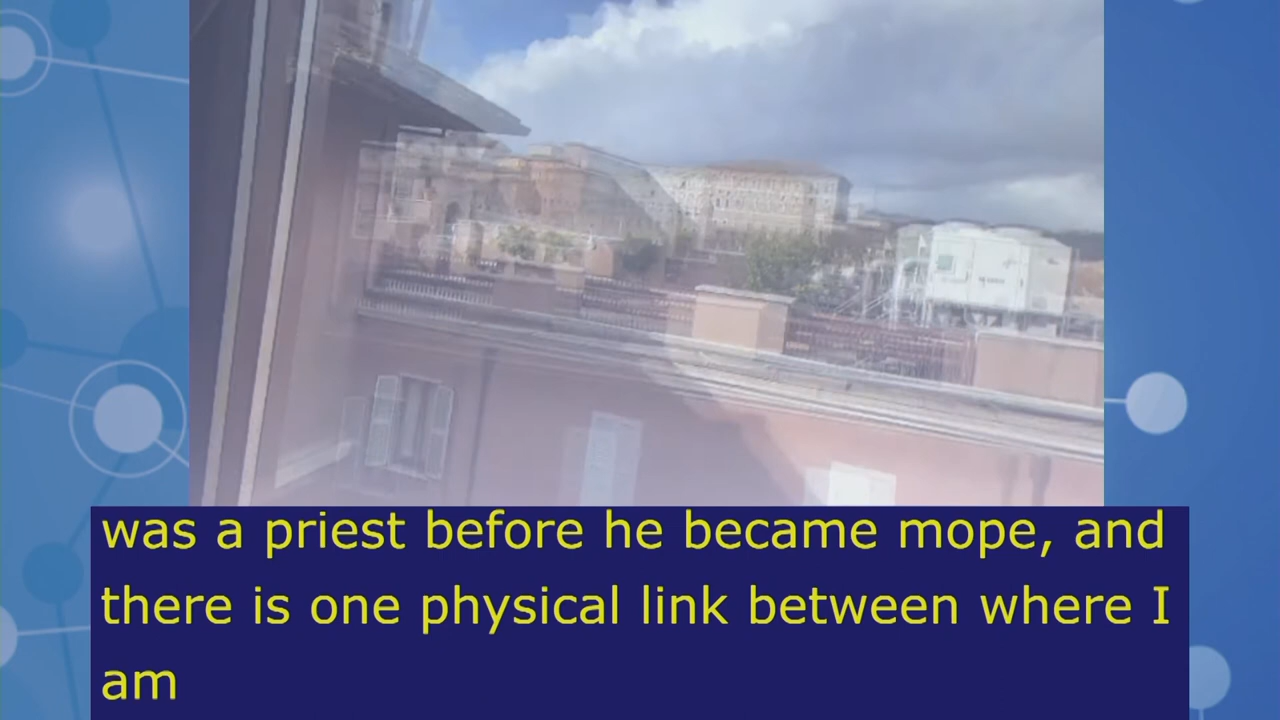 was a priest before he became mope, and
there is one physical link between where I
am